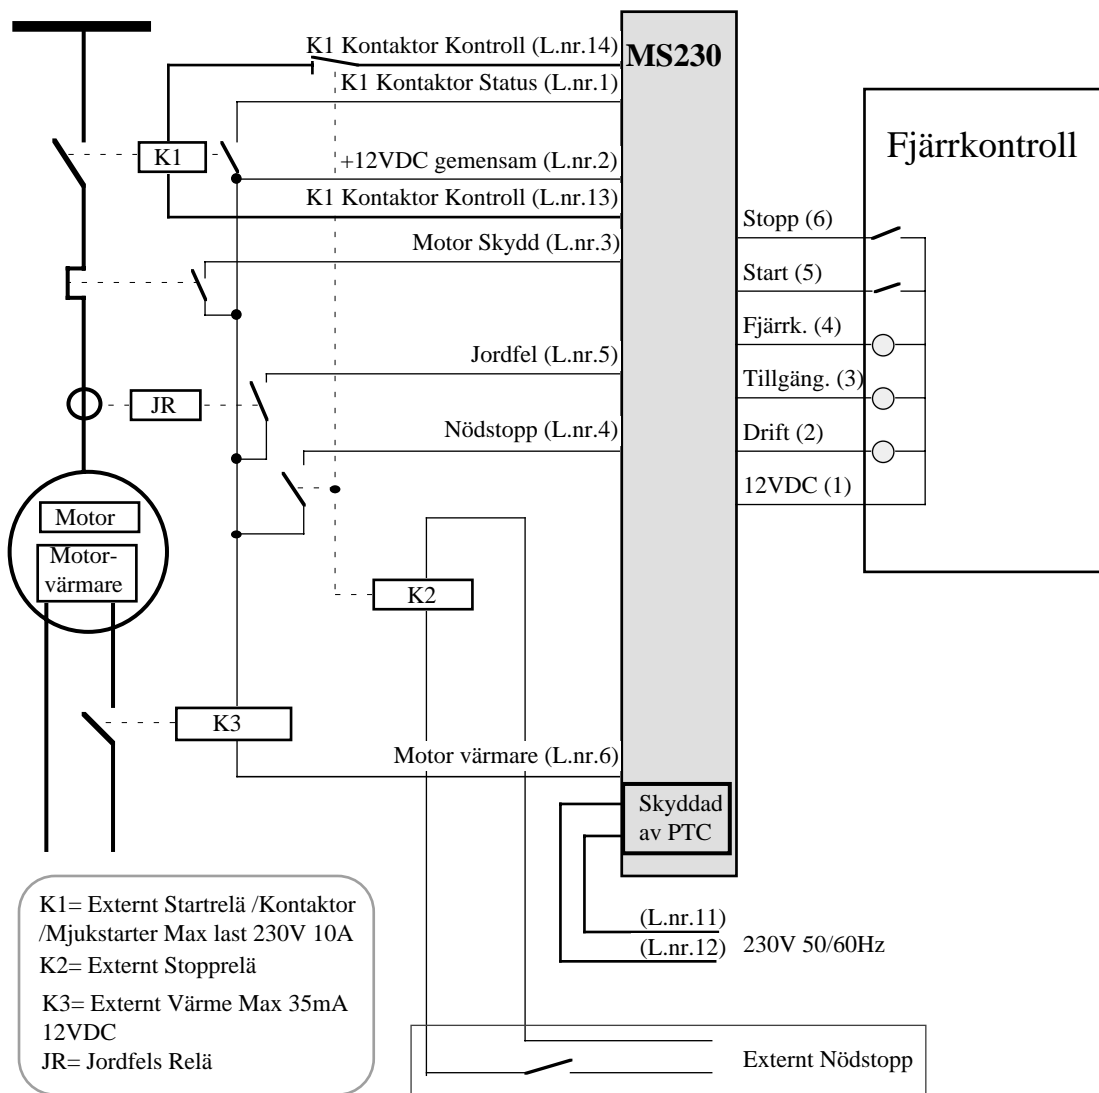 K1 Kontaktor Kontroll (L.nr.14)
MS230
K1 Kontaktor Status (L.nr.1)
Fjärrkontroll
K1
+12VDC gemensam (L.nr.2)
K1 Kontaktor Kontroll (L.nr.13)
Motor Skydd (L.nr.3)
Stopp (6)
Start (5)
Fjärrk. (4)
Jordfel (L.nr.5)
Tillgäng. (3)
JR
Nödstopp (L.nr.4)
Drift (2)
12VDC (1)
Motor
Motor-
värmare
K2
K3
Motor värmare (L.nr.6)
Skyddad
av PTC
(L.nr.11)
(L.nr.12)
230V 50/60Hz
K1= Externt Startrelä /Kontaktor
/Mjukstarter Max last 230V 10A
K2= Externt Stopprelä
K3= Externt Värme Max 35mA
12VDC
JR= Jordfels Relä
Externt Nödstopp